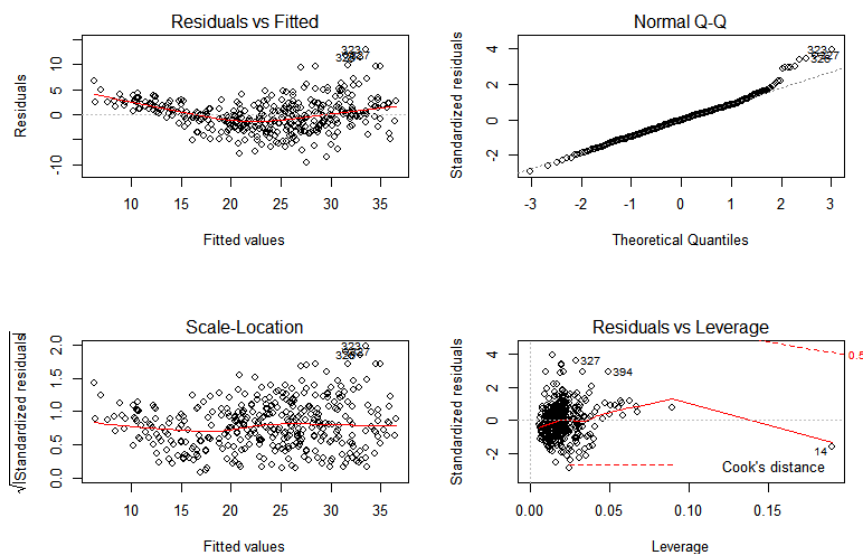 Residuals vs Fitted
Residuals
10
5
0
-10
10 15 20 25 30 35
Fitted values
323
327
Normal Q-Q
Standardized residuals
4
2
0
-2
-3 -2 -1 0 1 2 3
Theoretical Quantiles
323
327
326
Scale-Location
√|Standardized residuals
2.0
1.5
1.0
0.5
0.0
10 15 20 25 30 35
Fitted values
323
327
Residuals vs Leverage
Standardized residuals
4
2
0
-2
0.00 0.05 0.10 0.15
Leverage
327
394
14
0.5
Cook's distance